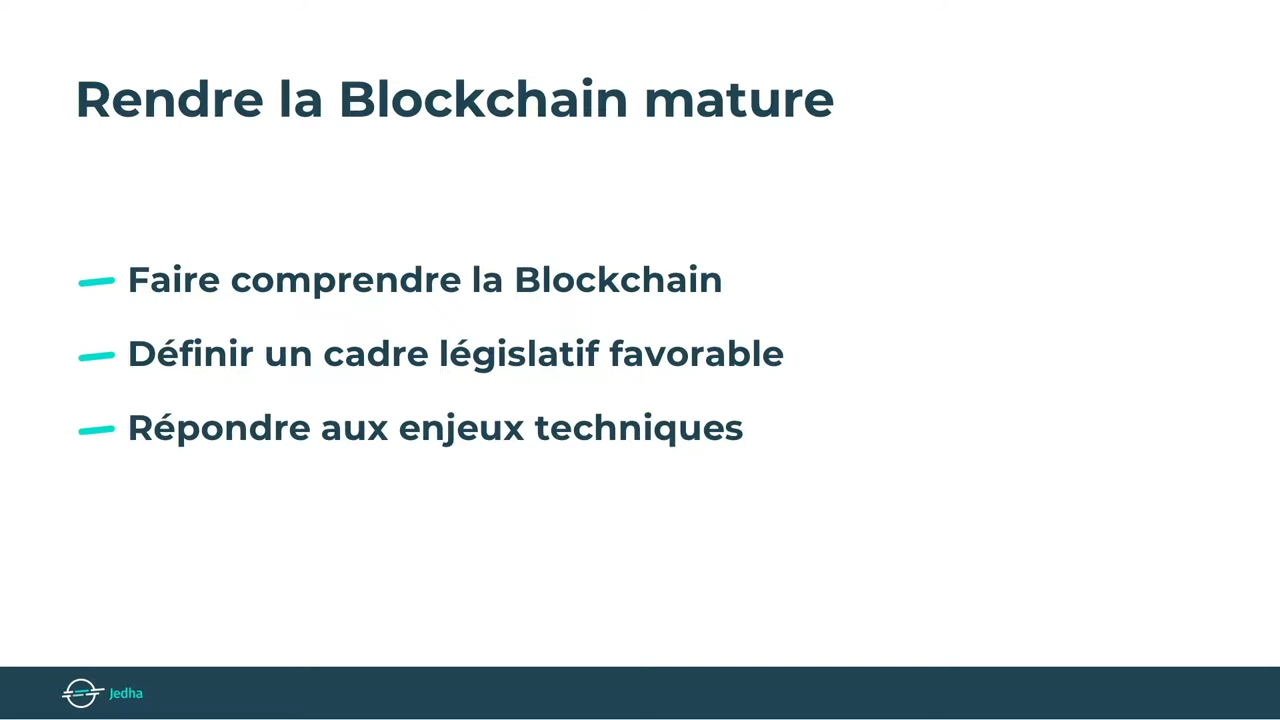 Rendre la Blockchain mature
Faire comprendre la Blockchain
Définir un cadre législatif favorable
Répondre aux enjeux techniques
Jedha